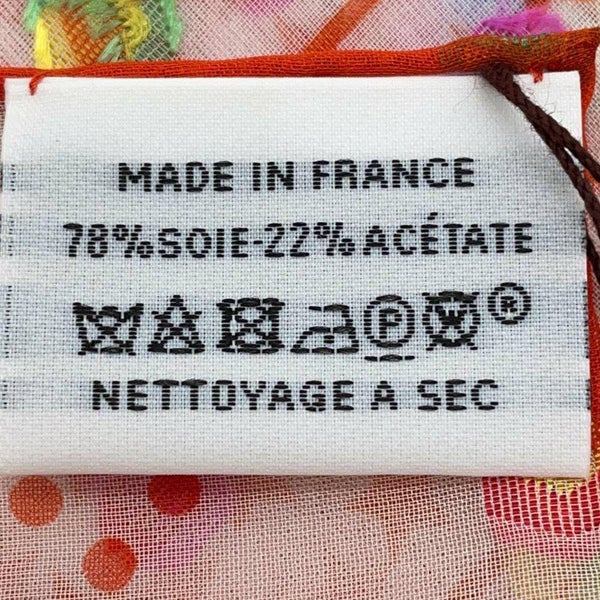 MADE IN FRANCE
78%SOIE-22%ACÉTATE
P W ®
NETTOYAGE A SEC